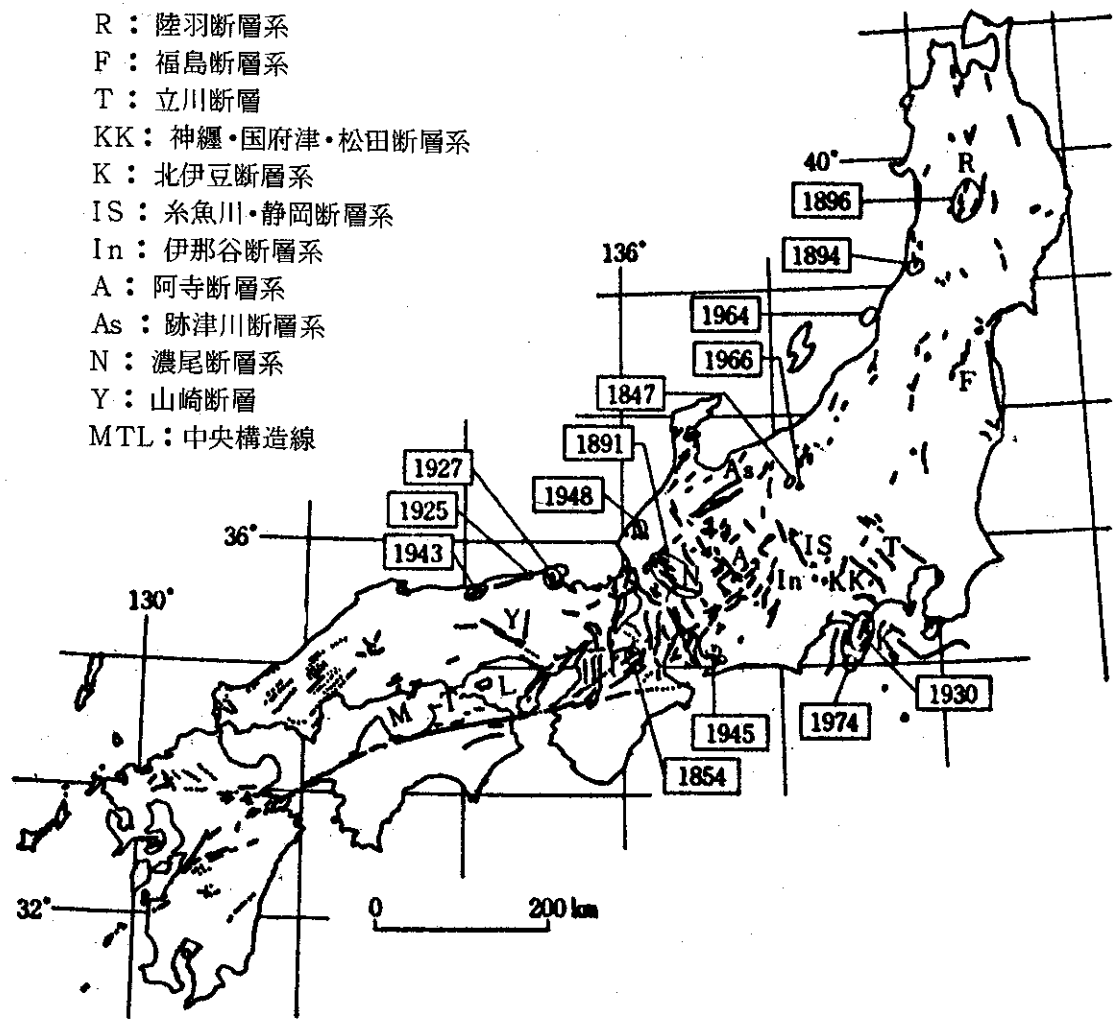 R : 陸羽断層系
F : 福島断層系
T : 立川断層
KK: 神縄・国府津・松田断層系
K : 北伊豆断層系
IS : 糸魚川・静岡断層系
In : 伊那谷断層系
A : 阿寺断層系
As : 跡津川断層系
N : 濃尾断層系
Y : 山崎断層
MTL : 中央構造線
40°
R
1896
136°
1894
1964
1966
F
1847
1891
As
1927
1948
1925
36°
1943
IS
T
A
N
In
KK
130°
Y
L
M
T
1930
1974
1945
1854
32°
0
200 km